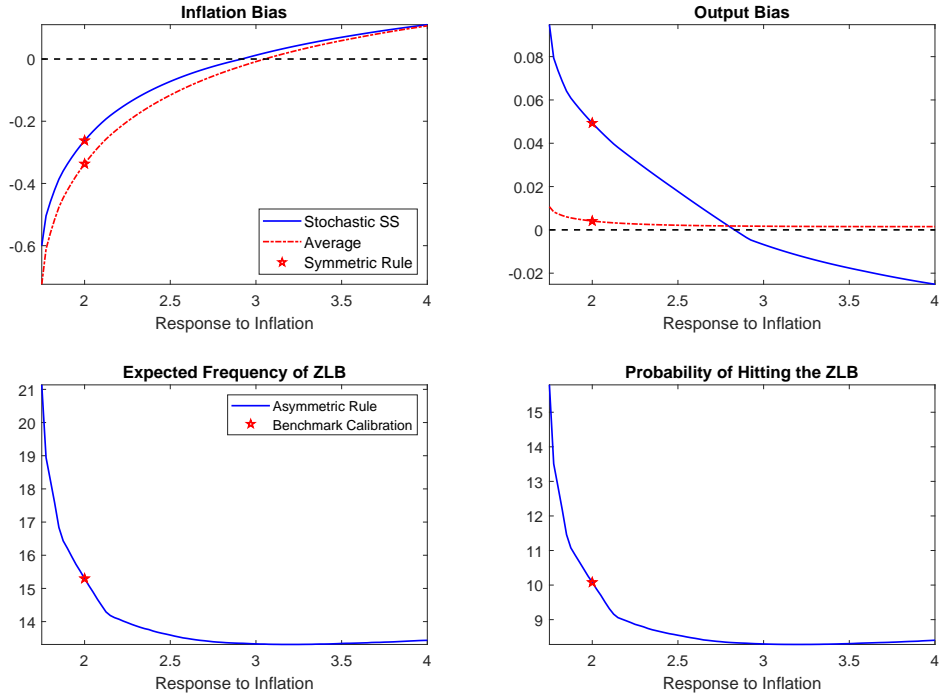 Inflation Bias
0
-0.2
-0.4
-0.6
Stochastic SS
Average
Symmetric Rule
2 2.5 3 3.5 4
Response to Inflation
Output Bias
0.08
0.06
0.04
0.02
0
-0.02
2 2.5 3 3.5 4
Response to Inflation
Expected Frequency of ZLB
21
20
19
18
17
16
15
14
Asymmetric Rule
Benchmark Calibration
2 2.5 3 3.5 4
Response to Inflation
Probability of Hitting the ZLB
15
14
13
12
11
10
9
2 2.5 3 3.5 4
Response to Inflation